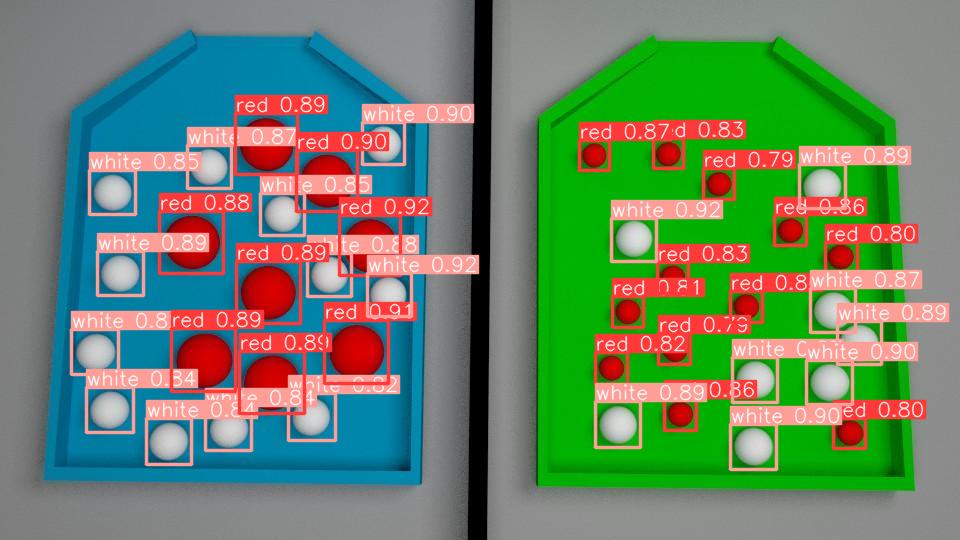 red 0.89
white 0.90
white 0.87
red 0.90
white 0.85
white 0.85
red 0.88
red 0.92
white 0.89
red 0.89
0.88
white 0.92
white 0.8
red 0.89
red 0.91
red 0.89
white 0.84
0.82
white 0.84
0.84
red 0.87
d 0.83
red 0.79
white 0.89
white 0.92
red 0.86
red 0.80
red 0.83
red 0.81
red 0.8
white 0.87
white 0.89
red 0.79
red 0.82
white
white 0.90
white 0.89
0.86
white 0.90
ed 0.80